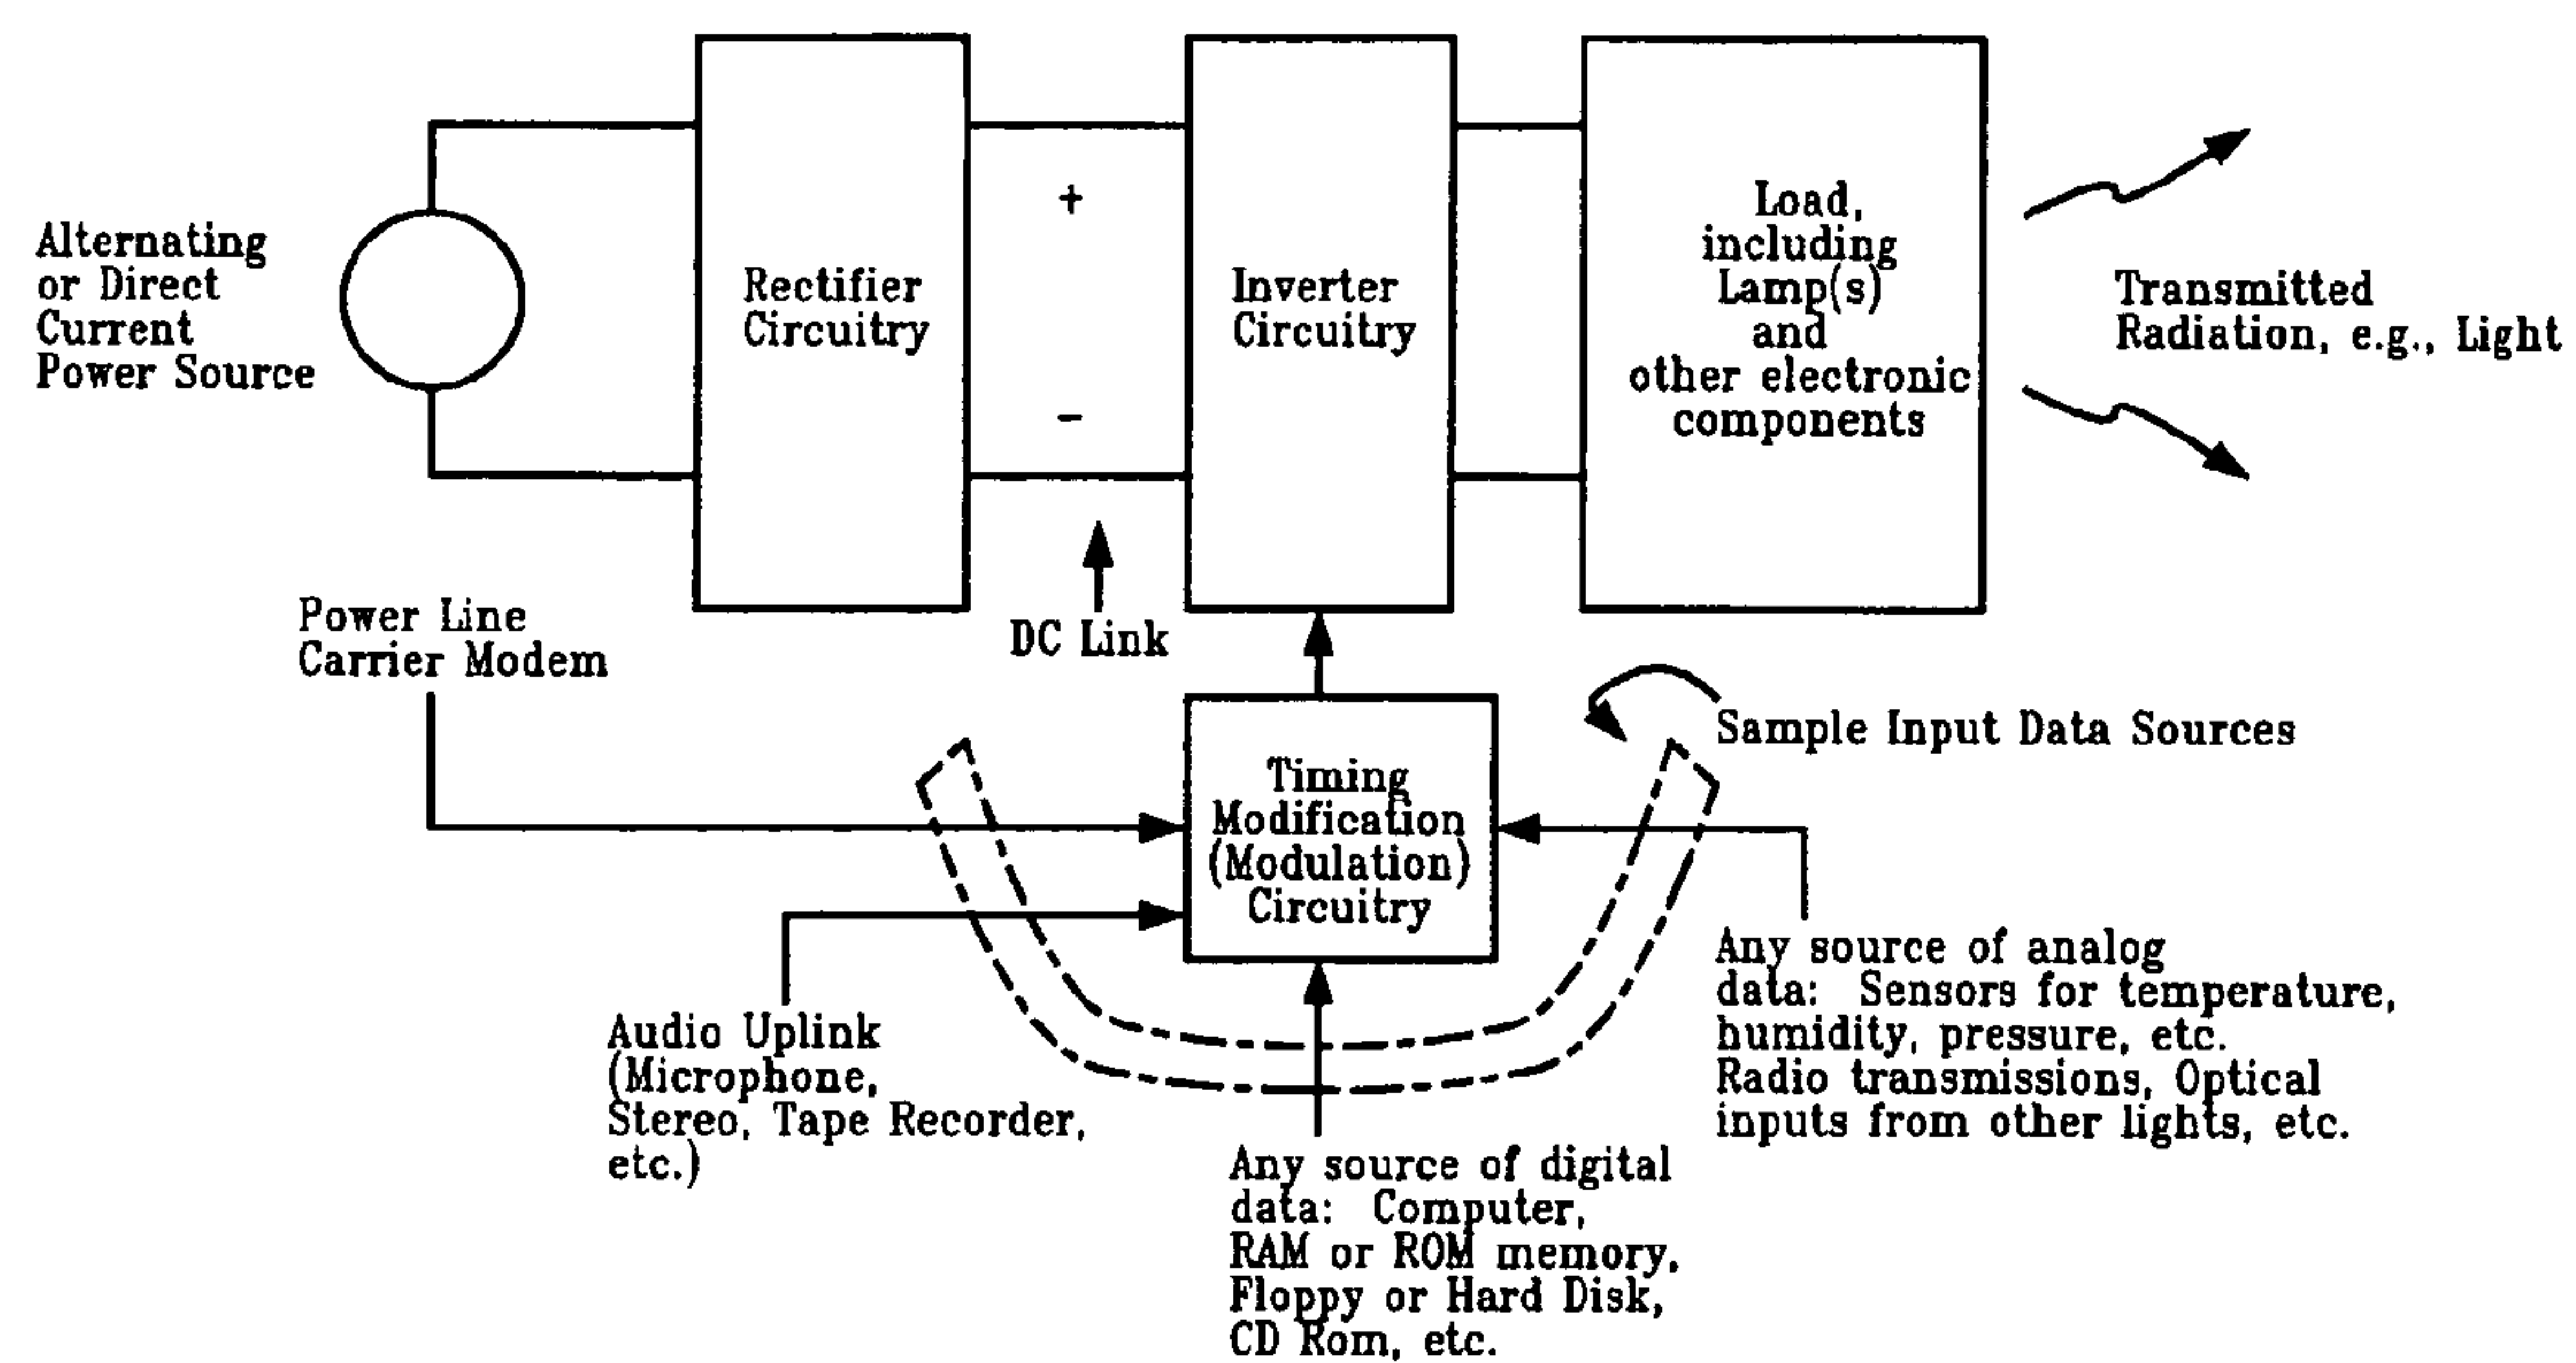 Alternating
or Direct
Current
Power Source
Rectifier
Circuitry
+
-
DC Link
Inverter
Circuitry
Load,
including
Lamp(s)
and
other electronic
components
Transmitted
Radiation, e.g., Light
Power Line
Carrier Modem
Timing
Modification
(Modulation)
Circuitry
Sample Input Data Sources
Audio Uplink
(Microphone,
Stereo, Tape Recorder,
etc.)
Any source of digital
data: Computer,
RAM or ROM memory,
Floppy or Hard Disk,
CD Rom, etc.
Any source of analog
data: Sensors for temperature,
humidity, pressure, etc.
Radio transmissions, Optical
inputs from other lights, etc.